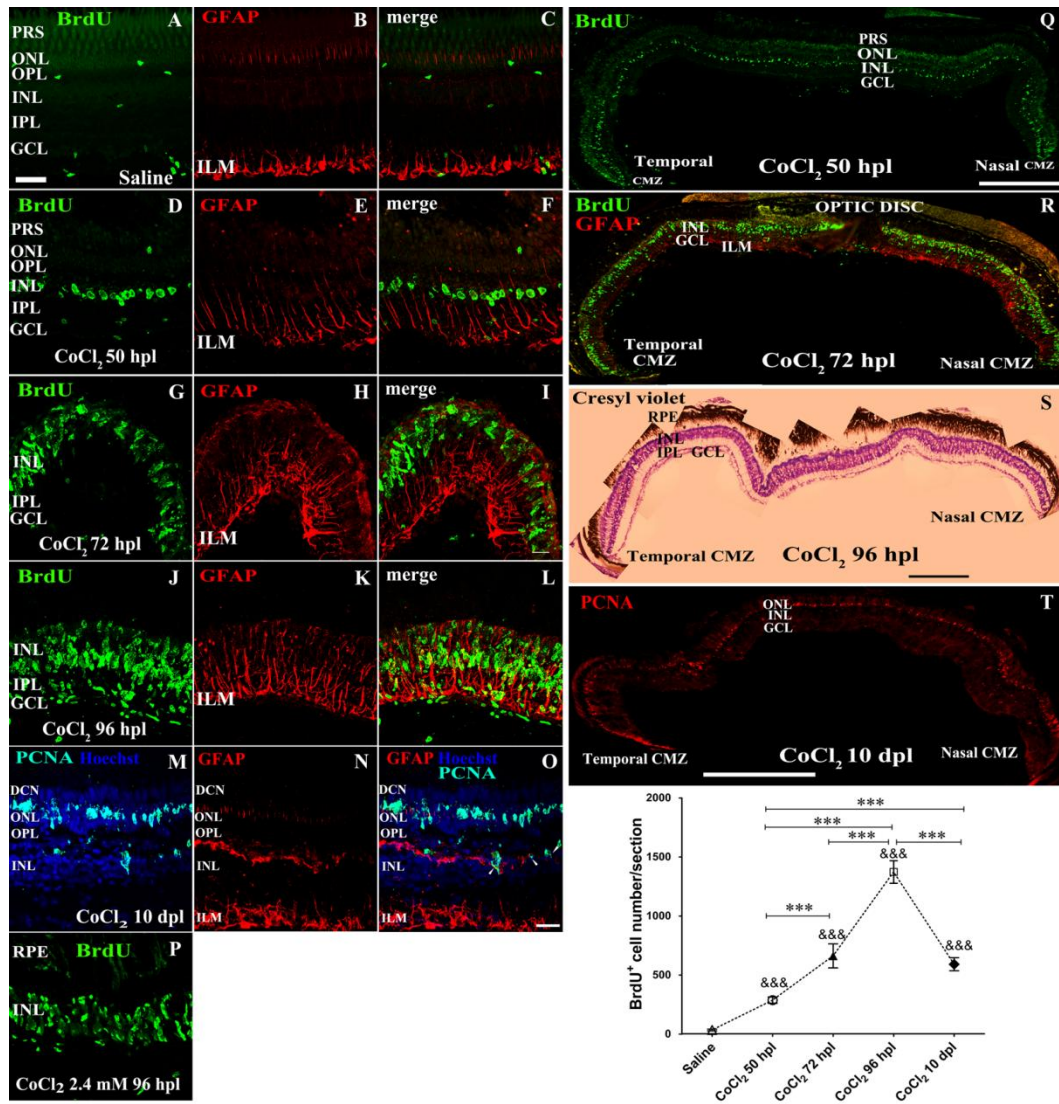 BrdU A
PRS
ONL
OPL
INL
IPL
GCL
Saline
GFAP B
ILM
merge C
BrdU D
PRS
ONL
OPL
INL
IPL
GCL
CoCl₂ 50 hpl
GFAP E
ILM
merge F
BrdU G
INL
IPL
GCL
CoCl₂ 72 hpl
GFAP H
ILM
merge I
BrdU J
INL
IPL
GCL
CoCl₂ 96 hpl
GFAP K
ILM
merge L
PCNA Hoechst M
DCN
ONL
OPL
INL
CoCl₂ 10 dpl
GFAP N
DCN
ONL
OPL
INL
ILM
GFAP Hoechst O
PCNA
DCN
ONL
OPL
INL
ILM
RPE BrdU P
INL
CoCl₂ 2.4 mM 96 hpl
BrdU Q
PRS
ONL
INL
GCL
Temporal
CMZ
CoCl₂ 50 hpl
Nasal CMZ
BrdU R
GFAP
OPTIC DISC
INL
GCL
ILM
Temporal
CMZ
CoCl₂ 72 hpl
Nasal CMZ
Cresyl violet S
RPE
INL
IPL GCL
Nasal CMZ
Temporal CMZ
CoCl₂ 96 hpl
PCNA T
ONL
INL
GCL
Temporal CMZ
CoCl₂ 10 dpl
Nasal CMZ
BrdU⁺ cell number/section
2000
1500
1000
500
0
***
***
*** ***
&&&
***
&&&
&&&
&&&
Saline
CoCl₂ 50 hpl
CoCl₂ 72 hpl
CoCl₂ 96 hpl
CoCl₂ 10 dpl